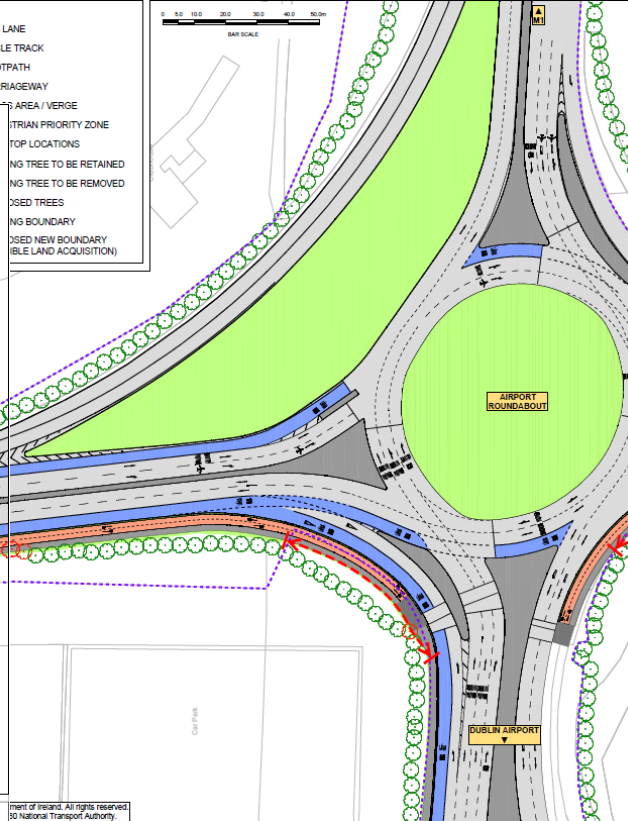 0 5.0 10.0 20.0 30.0 40.0 50.0m
BAR SCALE
LANE
LE TRACK
TPATH
RIAGEWAY
S AREA / VERGE
STRIAN PRIORITY ZONE
TOP LOCATIONS
NG TREE TO BE RETAINED
NG TREE TO BE REMOVED
OSED TREES
NG BOUNDARY
OSED NEW BOUNDARY
IBLE LAND ACQUISITION)
M1
AIRPORT
ROUNDABOUT
Car Park
DUBLIN AIRPORT
ment of Ireland. All rights reserved.
30 National Transport Authority.